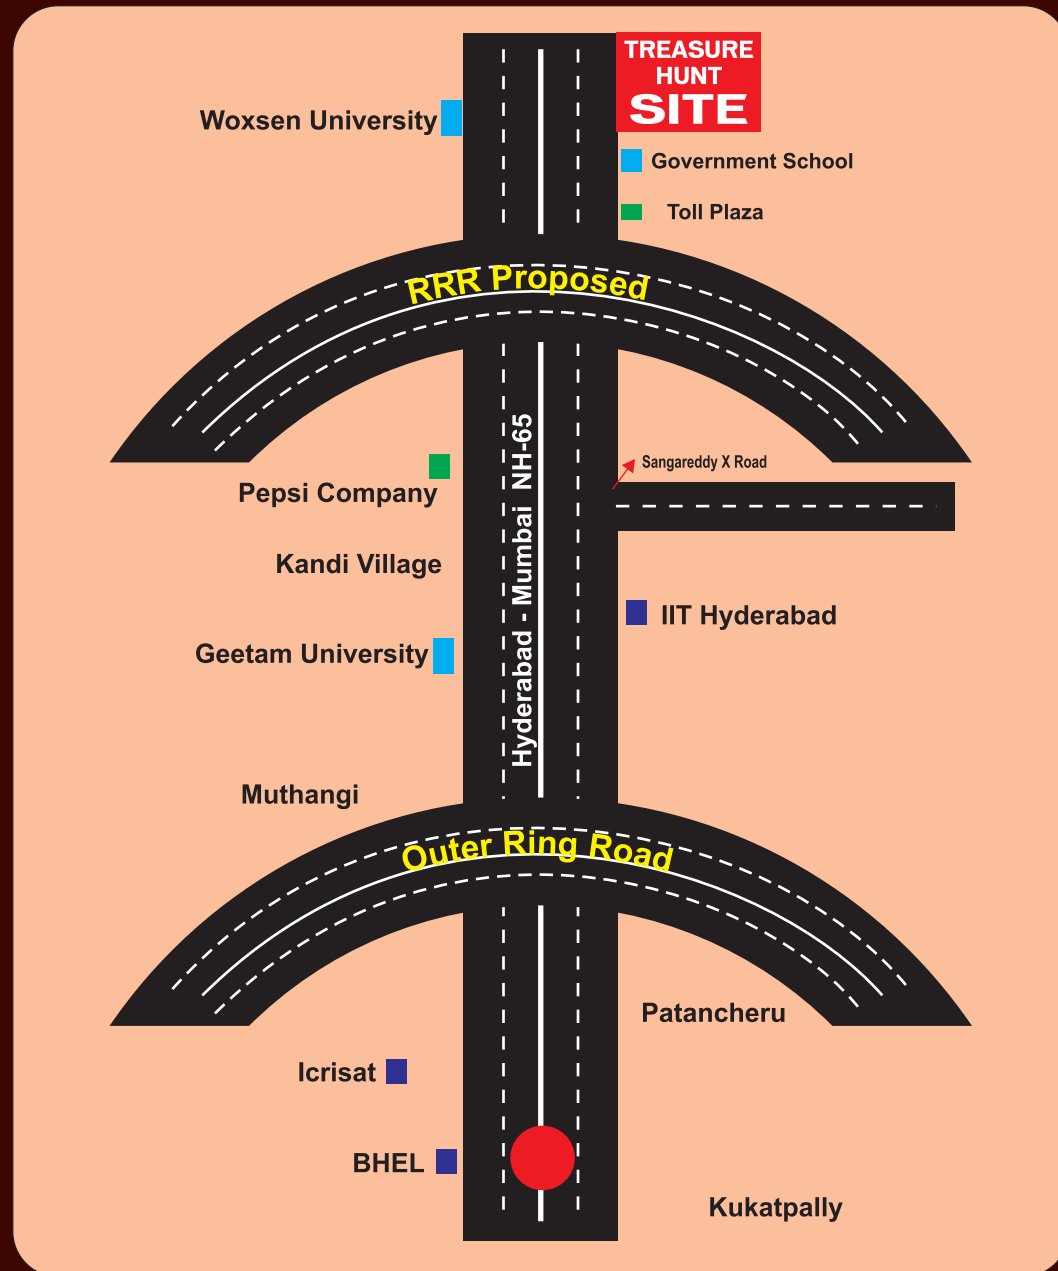 TREASURE
HUNT
SITE
Woxsen University
Government School
Toll Plaza
RRR Proposed
Sangareddy X Road
Pepsi Company
Hyderabad - Mumbai NH-65
Kandi Village
IIT Hyderabad
Geetam University
Muthangi
Outer Ring Road
Patancheru
Icrisat
BHEL
Kukatpally